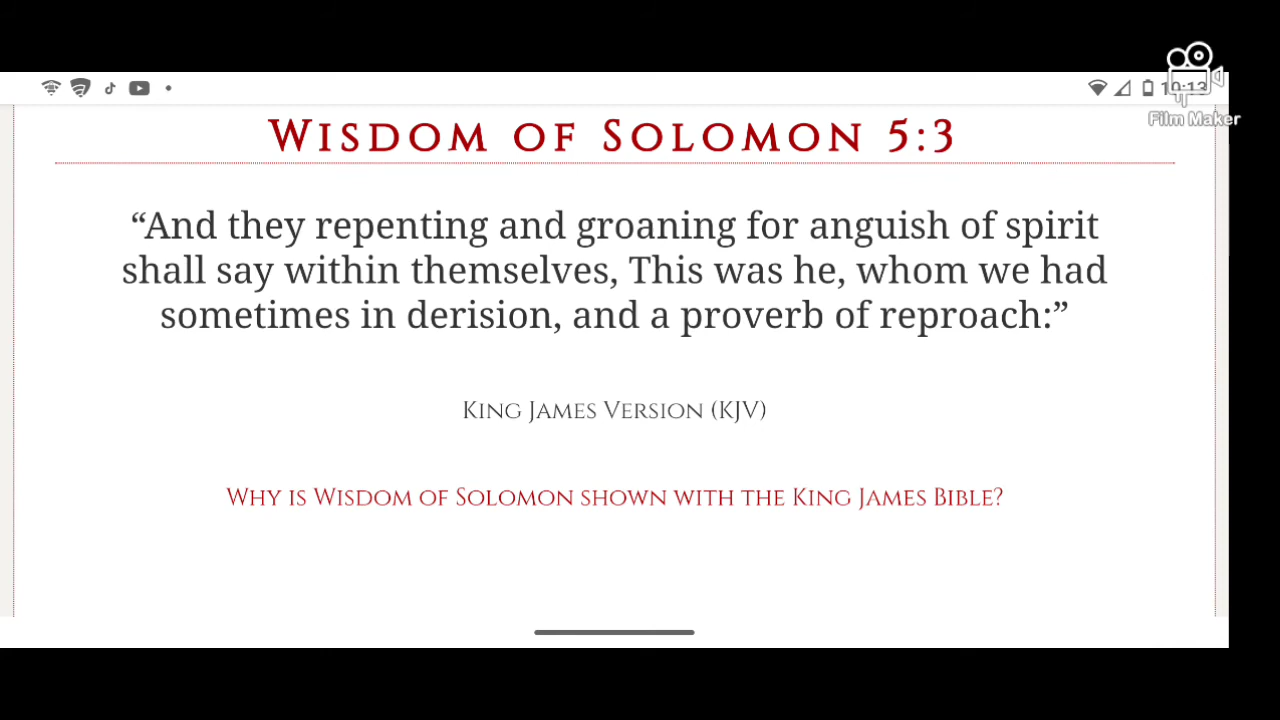 10:13
Film Maker
WISDOM OF SOLOMON 5:3
“And they repenting and groaning for anguish of spirit
shall say within themselves, This was he, whom we had
sometimes in derision, and a proverb of reproach:”
KING JAMES VERSION (KJV)
WHY IS WISDOM OF SOLOMON SHOWN WITH THE KING JAMES BIBLE?